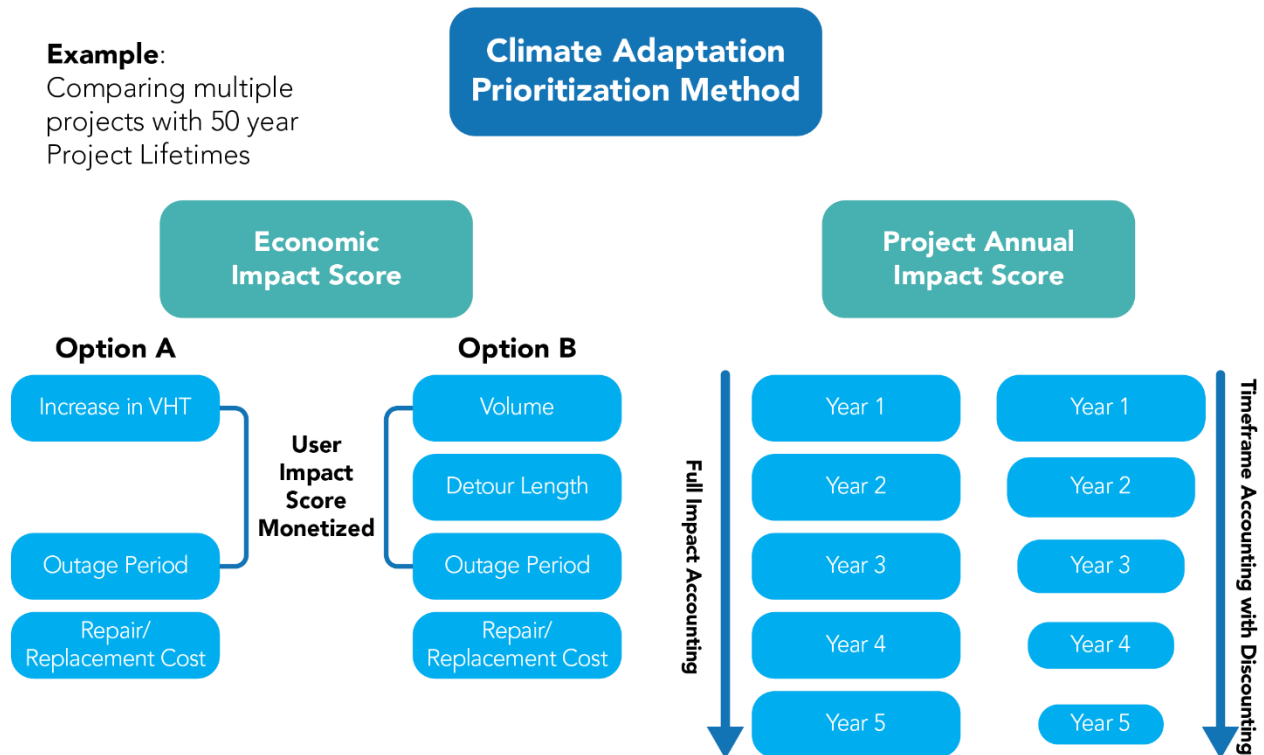 Climate Adaptation
Prioritization Method
Example:
Comparing multiple
projects with 50 year
Project Lifetimes
Economic
Impact Score
Project Annual
Impact Score
Option A
Option B
Increase in VHT
Outage Period
Repair/
Replacement Cost
User
Impact
Score
Monetized
Volume
Detour Length
Outage Period
Repair/
Replacement Cost
Full Impact Accounting
Year 1
Year 2
Year 3
Year 4
Year 5
Year 1
Year 2
Year 3
Year 4
Year 5
Timeframe Accounting with Discounting